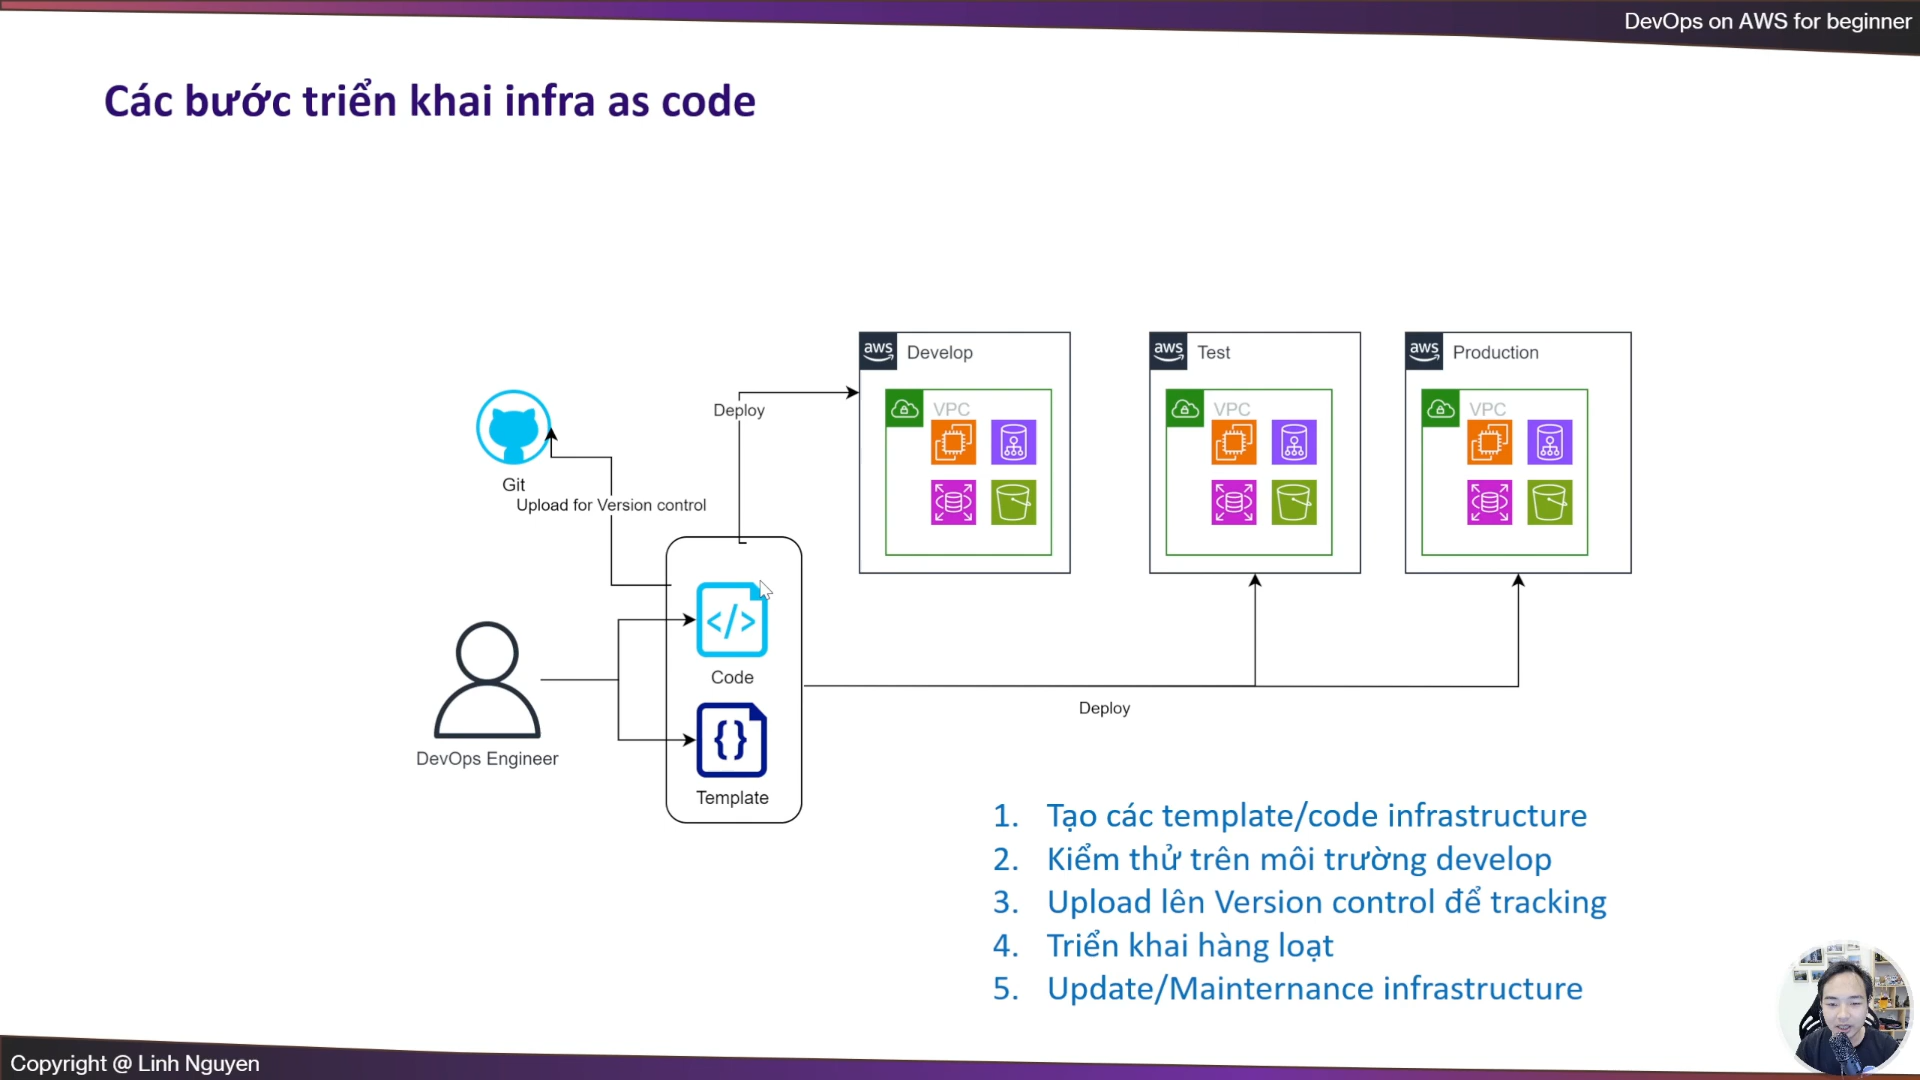 DevOps on AWS for beginner
Các bước triển khai infra as code
aws Develop
aws Test
aws Production
Deploy
VPC
VPC
VPC
Git
Upload for Version control
</>
Code
Deploy
{}
DevOps Engineer
Template
1. Tạo các template/code infrastructure
2. Kiểm thử trên môi trường develop
3. Upload lên Version control để tracking
4. Triển khai hàng loạt
5. Update/Mainternance infrastructure
Copyright @ Linh Nguyen